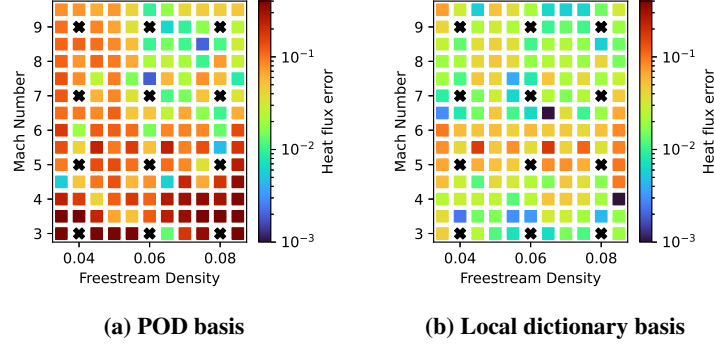 9
8
7
6
5
4
3
Mach Number
0.04 0.06 0.08
Freestream Density
10⁻¹
10⁻²
10⁻³
Heat flux error
(a) POD basis
9
8
7
6
5
4
3
Mach Number
0.04 0.06 0.08
Freestream Density
10⁻¹
10⁻²
10⁻³
Heat flux error
(b) Local dictionary basis